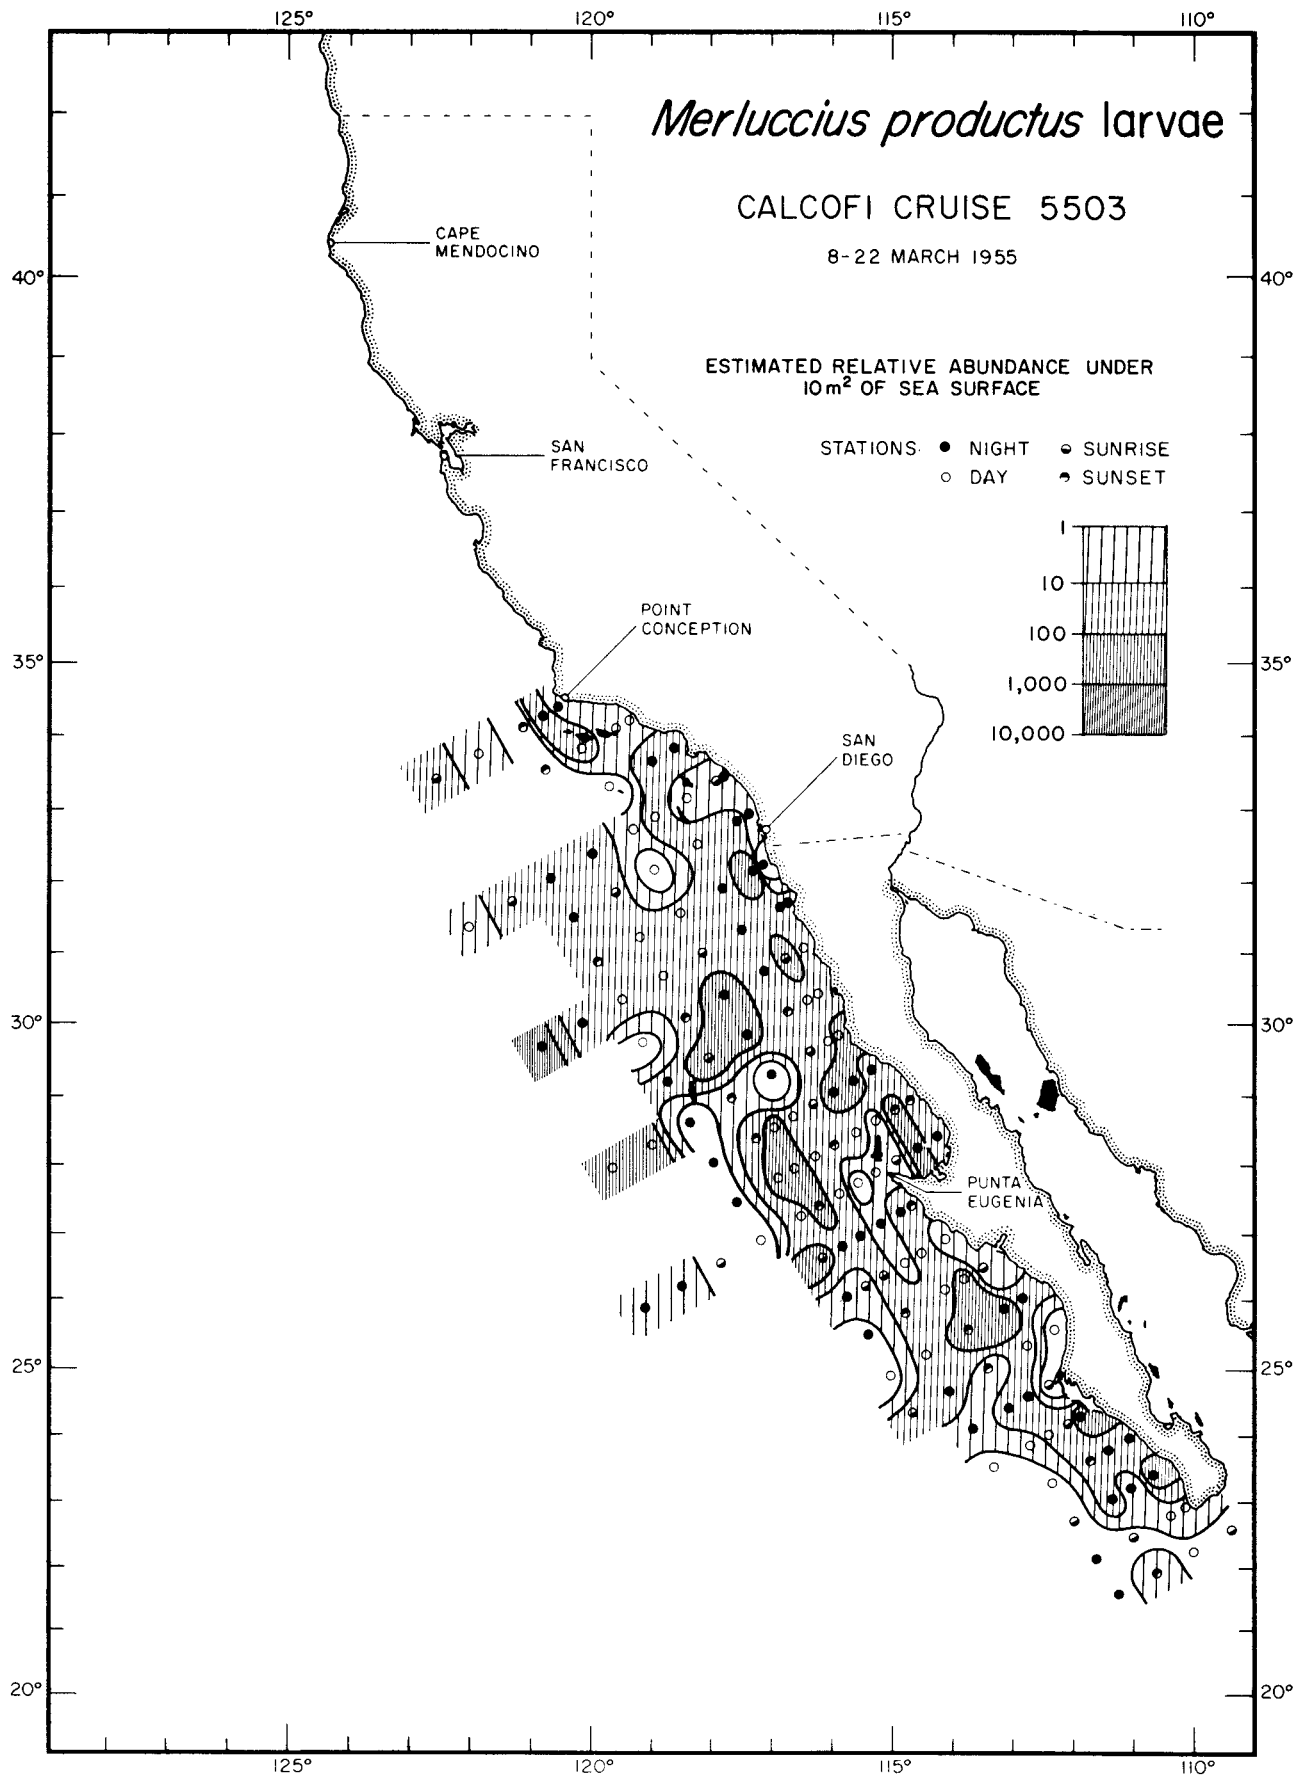 125° 120° 115° 110°
Merluccius productus larvae
CALCOFI CRUISE 5503
8-22 MARCH 1955
CAPE
MENDOCINO
40° 40°
ESTIMATED RELATIVE ABUNDANCE UNDER
10m² OF SEA SURFACE
STATIONS: NIGHT SUNRISE
DAY SUNSET
SAN
FRANCISCO
1
10
100
1,000
10,000
POINT
CONCEPTION
35° 35°
SAN
DIEGO
30° 30°
PUNTA
EUGENIA
25° 25°
20° 20°
125° 120° 115° 110°